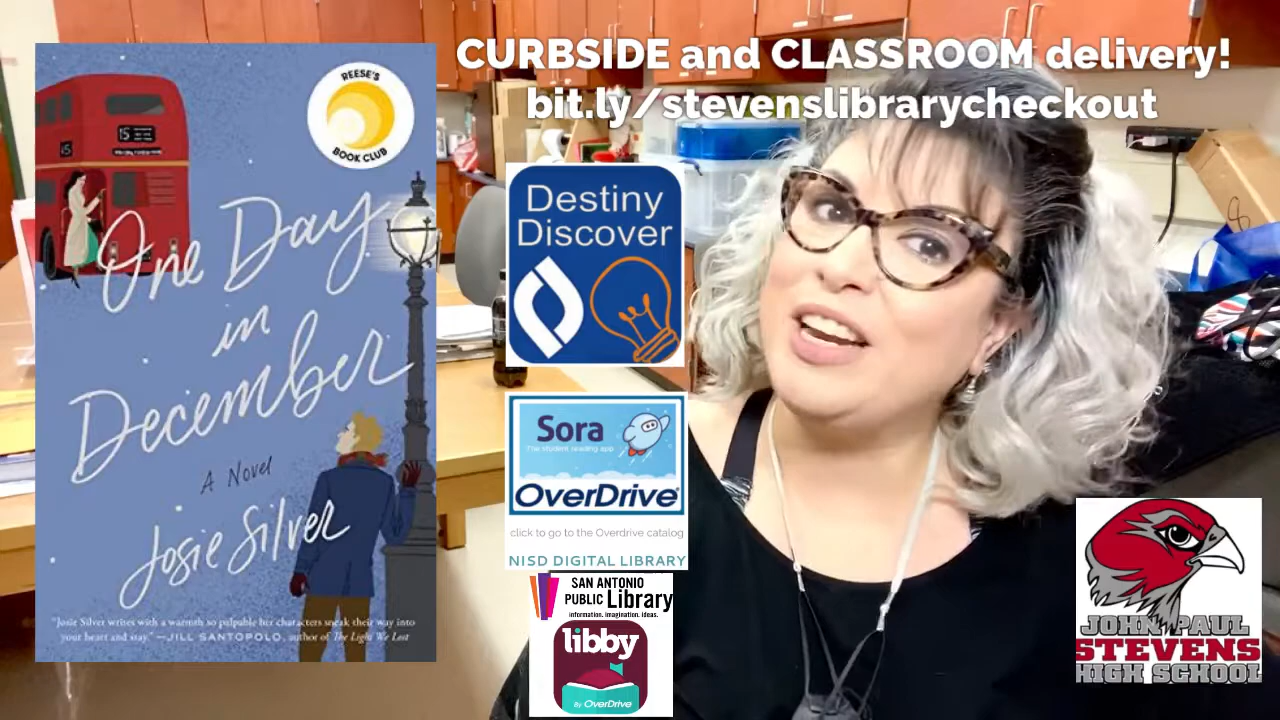 CURBSIDE and CLASSROOM delivery!
bit.ly/stevenslibrarycheckout
REESE'S
BOOK CLUB
15
15
One Day
in
December
A Novel
Josie Silver
"Josie Silver writes with a warmth so palpable her characters sneak their way into
your heart and stay." —JILL SANTOPOLO, author of The Light We Lost
Destiny
Discover
Sora
The student reading app
OverDrive
click to go to the Overdrive catalog
NISD DIGITAL LIBRARY
SAN ANTONIO
PUBLIC Library
information. imagination. ideas.
libby
By OverDrive
8
JOHN PAUL
STEVENS
HIGH SCHOOL